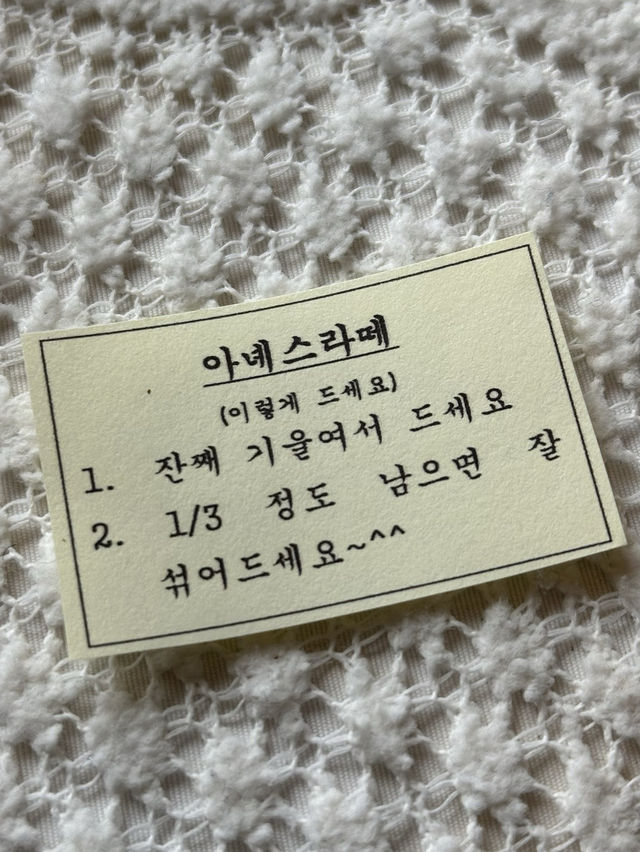 아녜스라떼
(이렇게 드세요)
1. 잔째 기울여서 드세요
2. 1/3 정도 남으면 잘
섞어드세요~^^